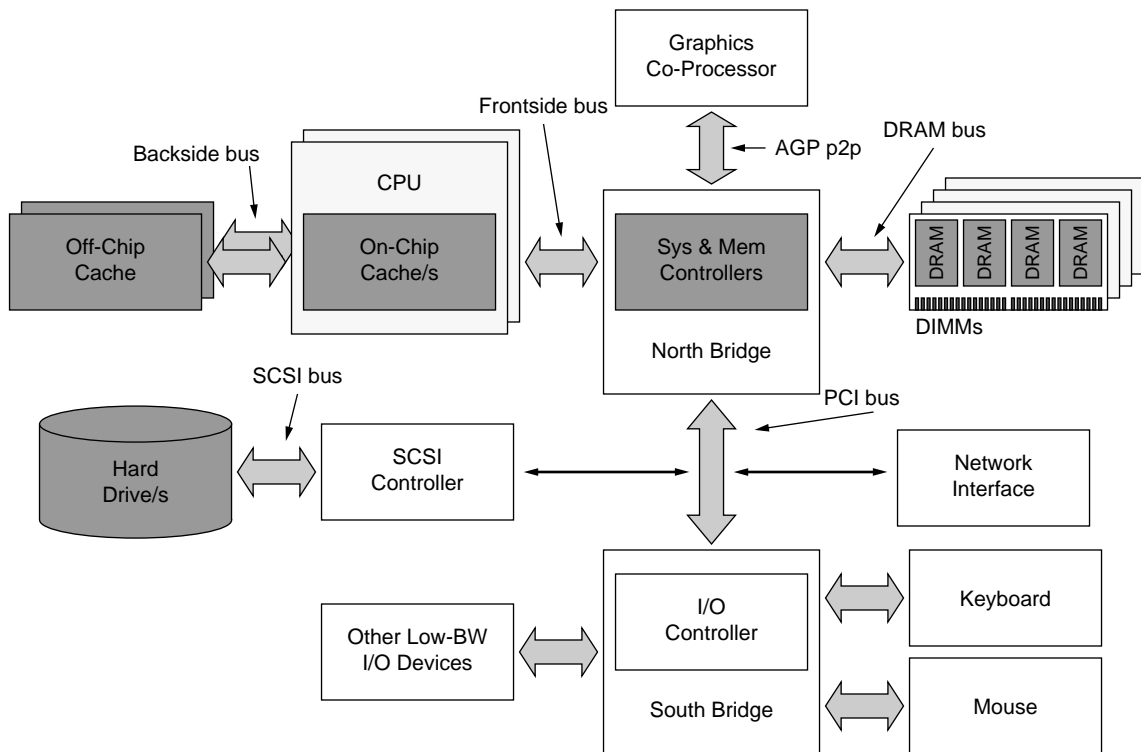 Graphics
Co-Processor
Frontside bus
DRAM bus
Backside bus
AGP p2p
CPU
Off-Chip
Cache
On-Chip
Cache/s
Sys & Mem
Controllers
DRAM
DRAM
DRAM
DRAM
DIMMs
North Bridge
SCSI bus
PCI bus
Hard
Drive/s
SCSI
Controller
Network
Interface
I/O
Controller
Keyboard
Other Low-BW
I/O Devices
South Bridge
Mouse